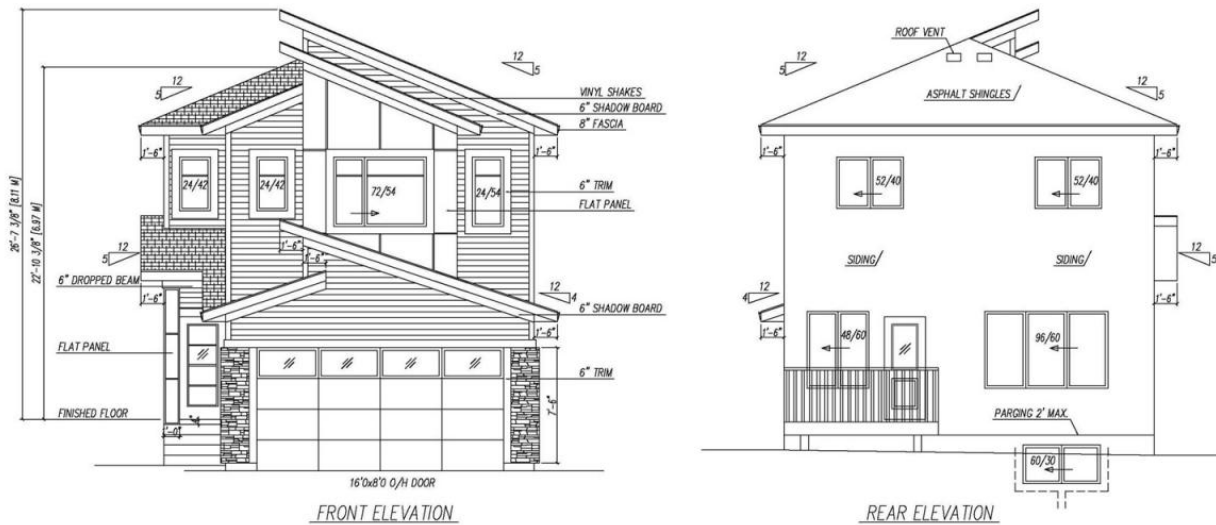 12
5
12
5
VINYL SHAKES
6" SHADOW BOARD
8" FASCIA
1'-6"
1'-6"
24/42
24/42
72/54
24/54
6" TRIM
FLAT PANEL
26'-7 3/8" [8.11 M]
22'-10 3/8" [6.97 M]
12
5
1'-6"
1'-6"
6" DROPPED BEAM
1'-6"
12
4
6" SHADOW BOARD
1'-6"
FLAT PANEL
6" TRIM
7'-6"
FINISHED FLOOR
1'-0"
16'0x8'0 O/H DOOR
FRONT ELEVATION
ROOF VENT
12
5
12
5
ASPHALT SHINGLES
1'-6"
1'-6"
52/40
52/40
SIDING
SIDING
12
5
12
4
1'-6"
1'-6"
48/60
96/60
PARGING 2' MAX.
60/30
REAR ELEVATION